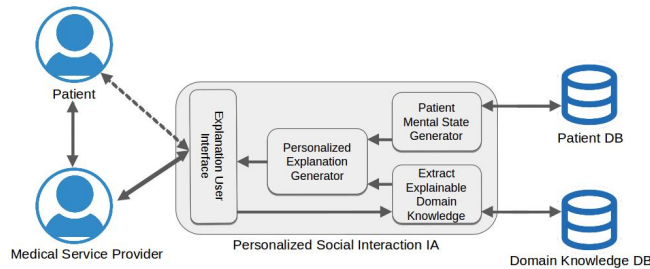 Patient
Medical Service Provider
Explanation User
Interface
Personalized
Explanation
Generator
Patient
Mental State
Generator
Extract
Explainable
Domain
Knowledge
Personalized Social Interaction IA
Patient DB
Domain Knowledge DB